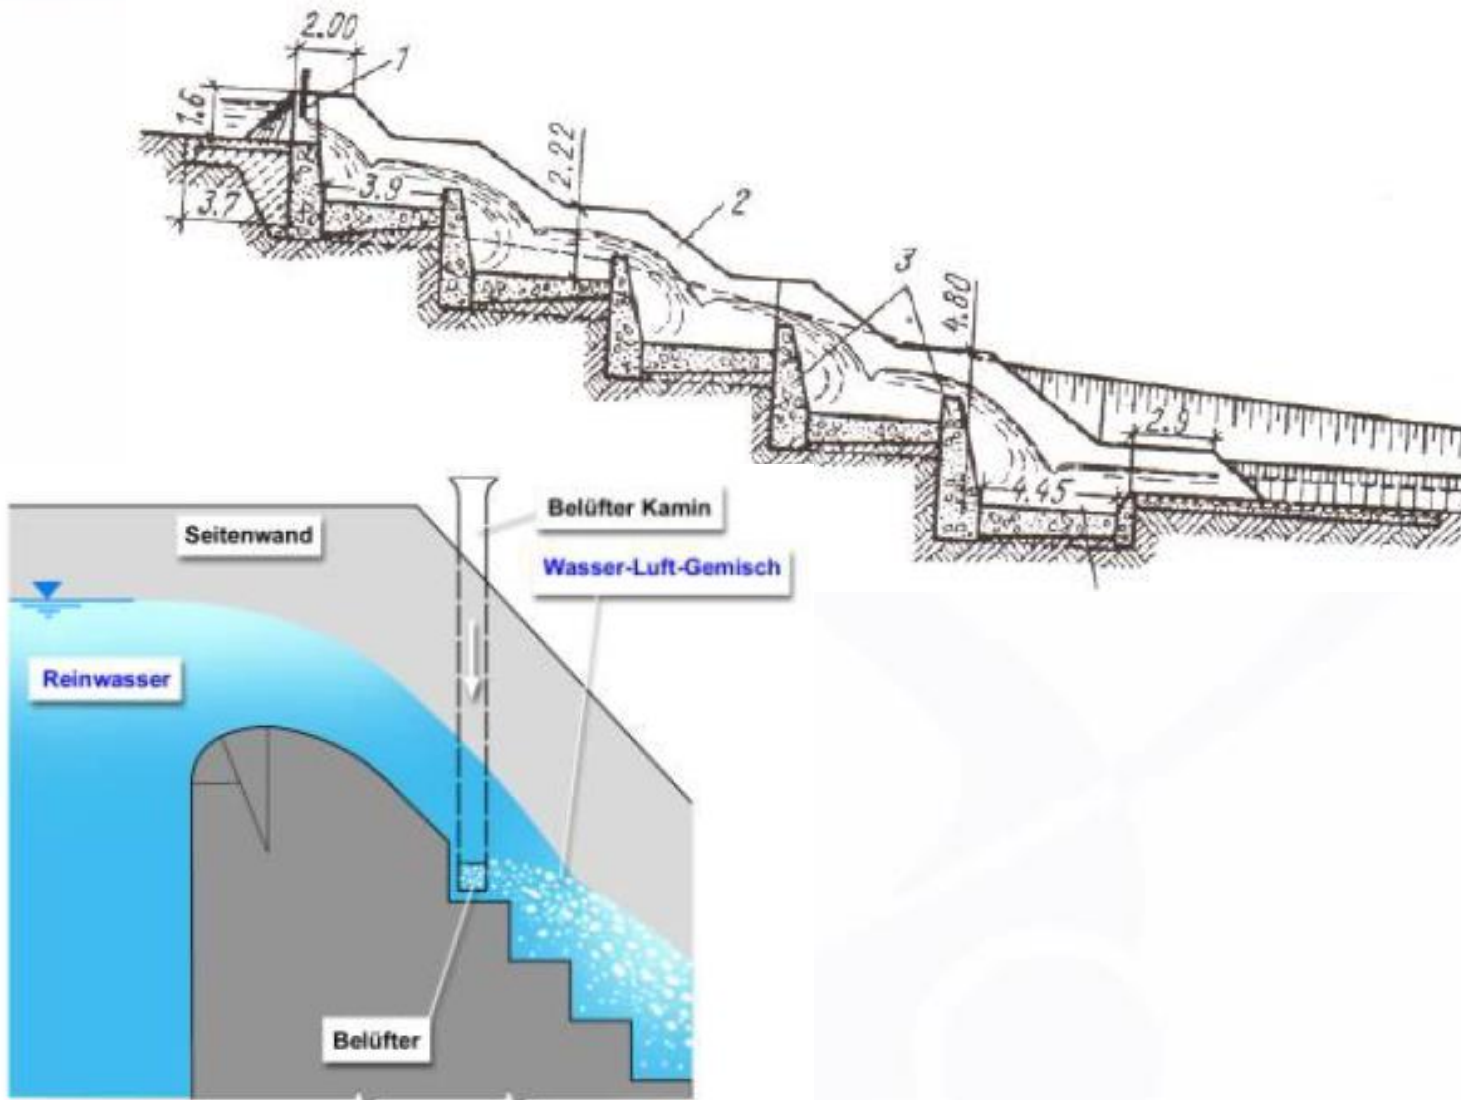 2.00
1
1.6
2.22
2
3.9
3.7
3
4.80
2.9
4.45
Belüfter Kamin
Seitenwand
Wasser-Luft-Gemisch
Reinwasser
Belüfter